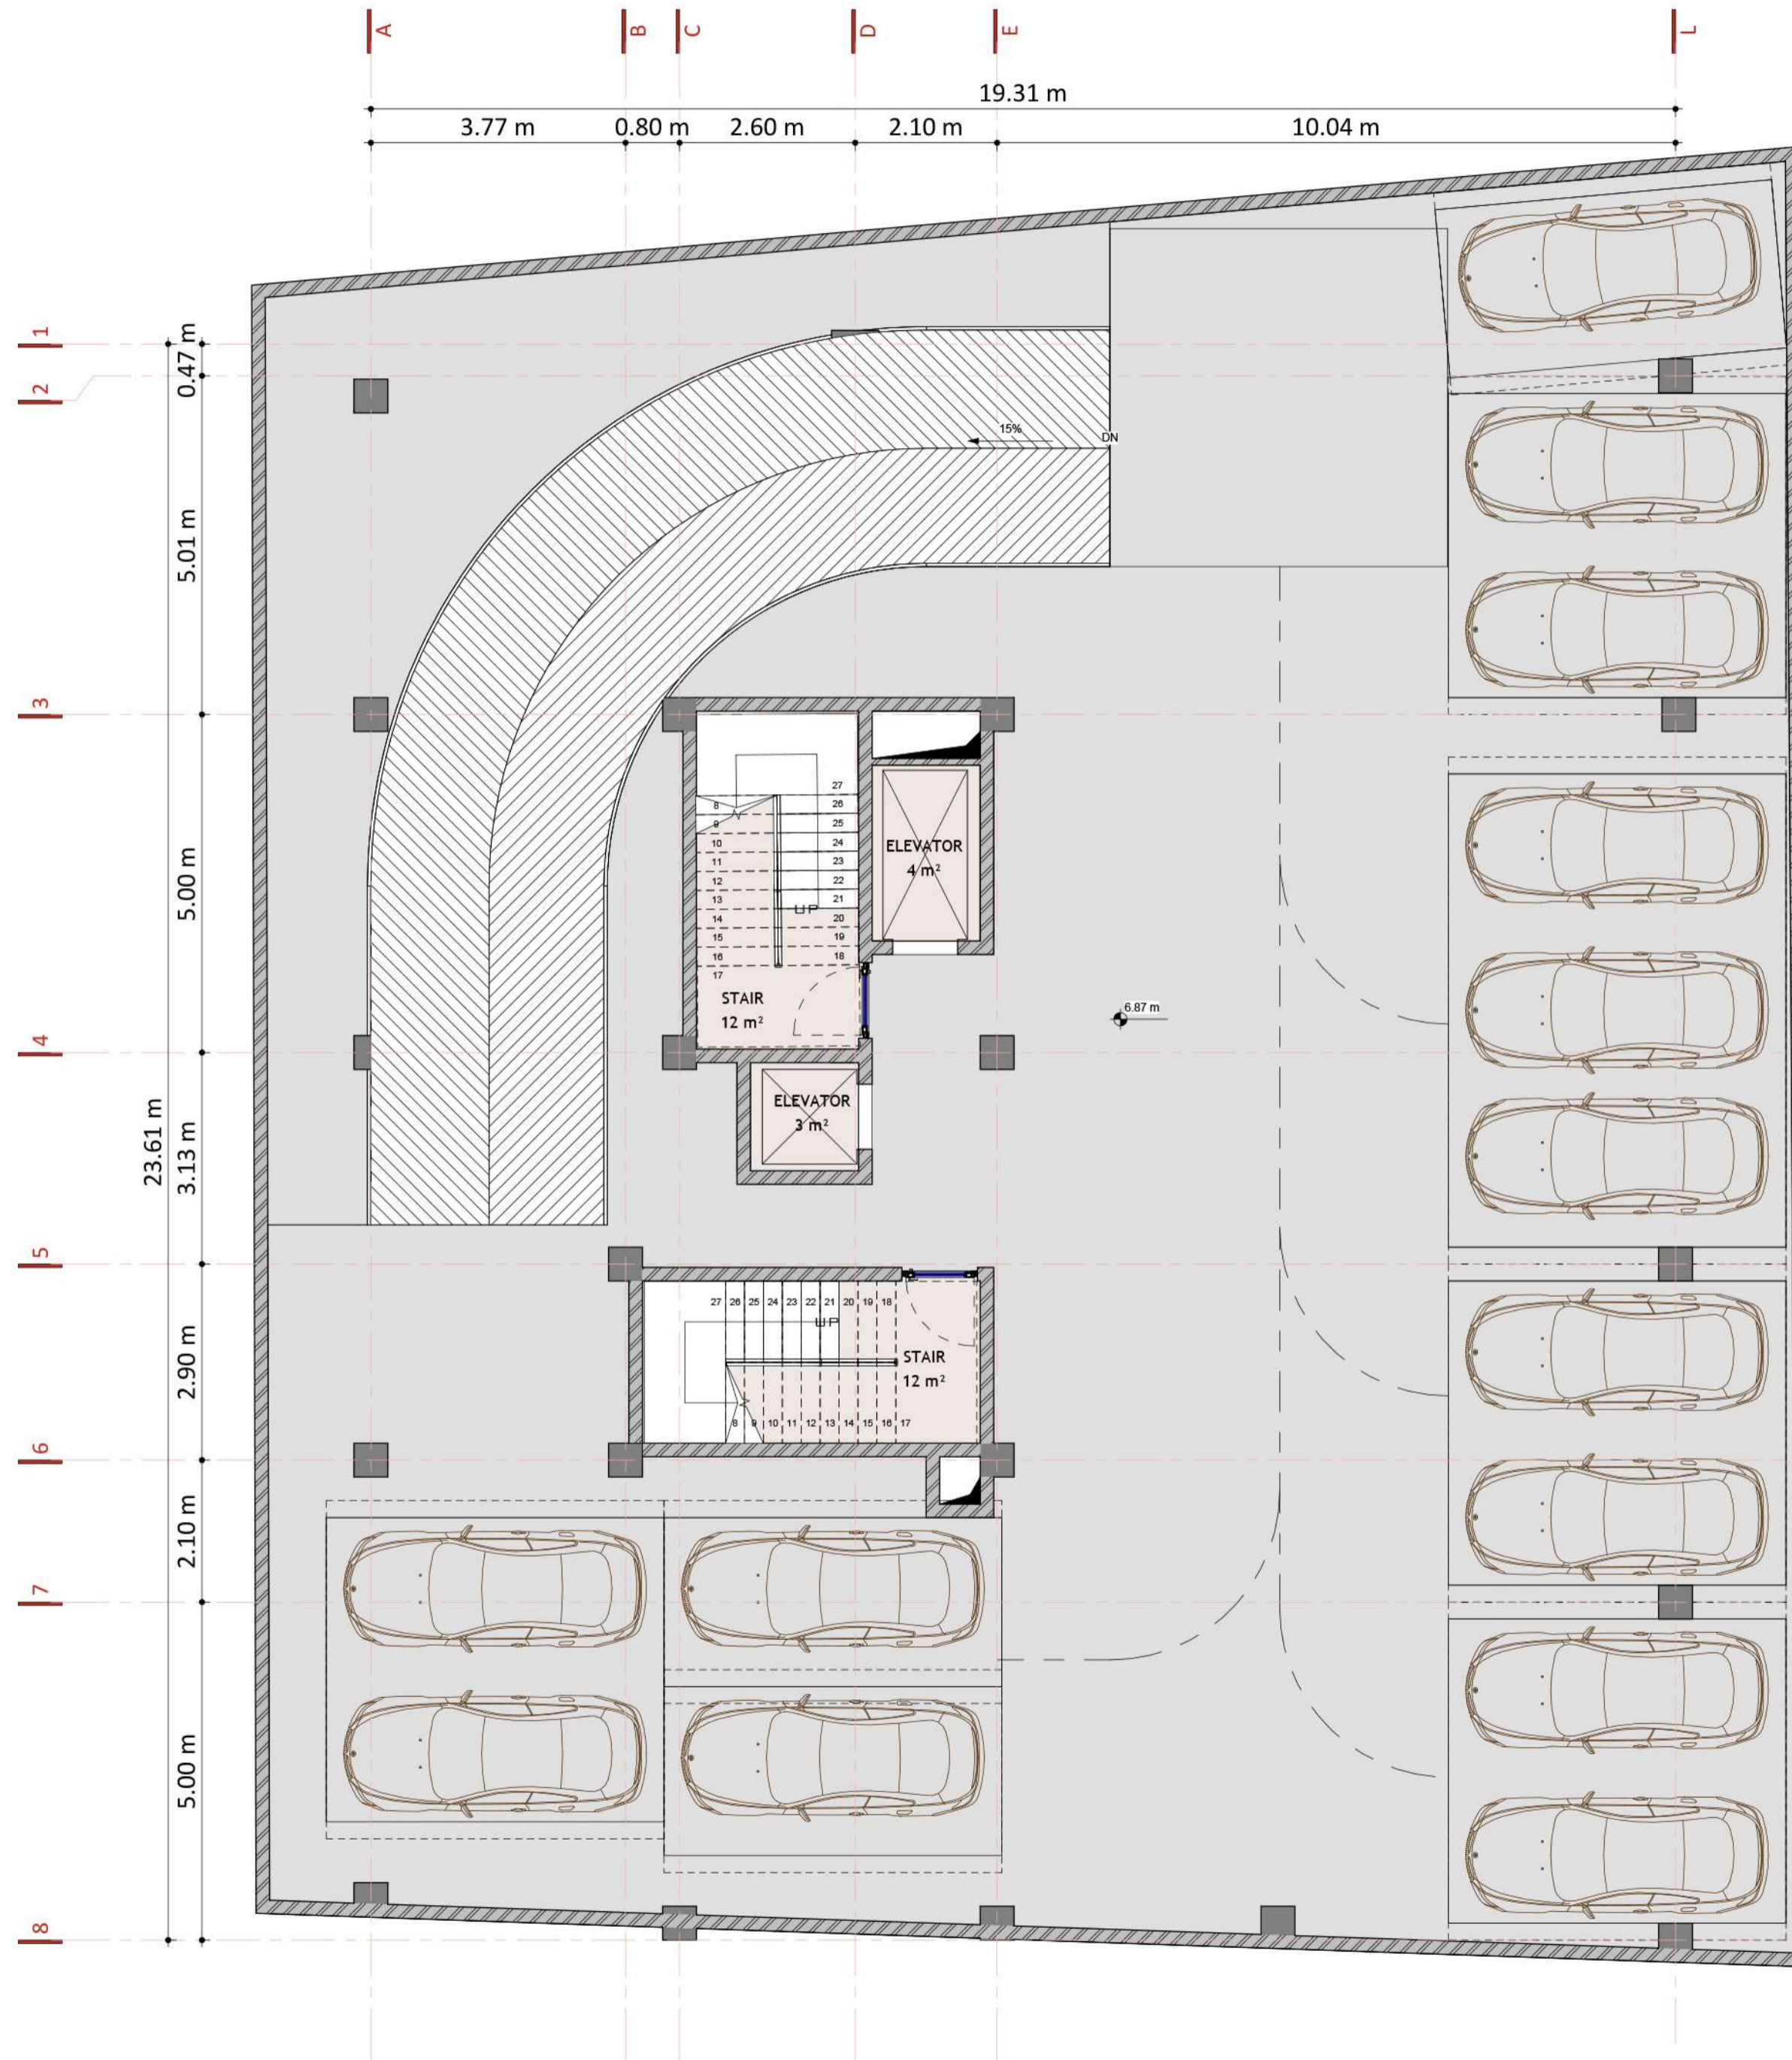 A
B
C
D
E
L
19.31 m
3.77 m
0.80 m
2.60 m
2.10 m
10.04 m
1
2
3
4
5
6
7
8
0.47 m
5.01 m
5.00 m
3.13 m
2.90 m
2.10 m
5.00 m
23.61 m
15%
DN
27
26
25
24
23
22
21
20
19
18
8
9
10
11
12
13
14
15
16
17
UP
STAIR
12 m²
ELEVATOR
4 m²
6.87 m
ELEVATOR
3 m²
27 26 25 24 23 22 21 20 19 18
UP
STAIR
12 m²
8 9 10 11 12 13 14 15 16 17